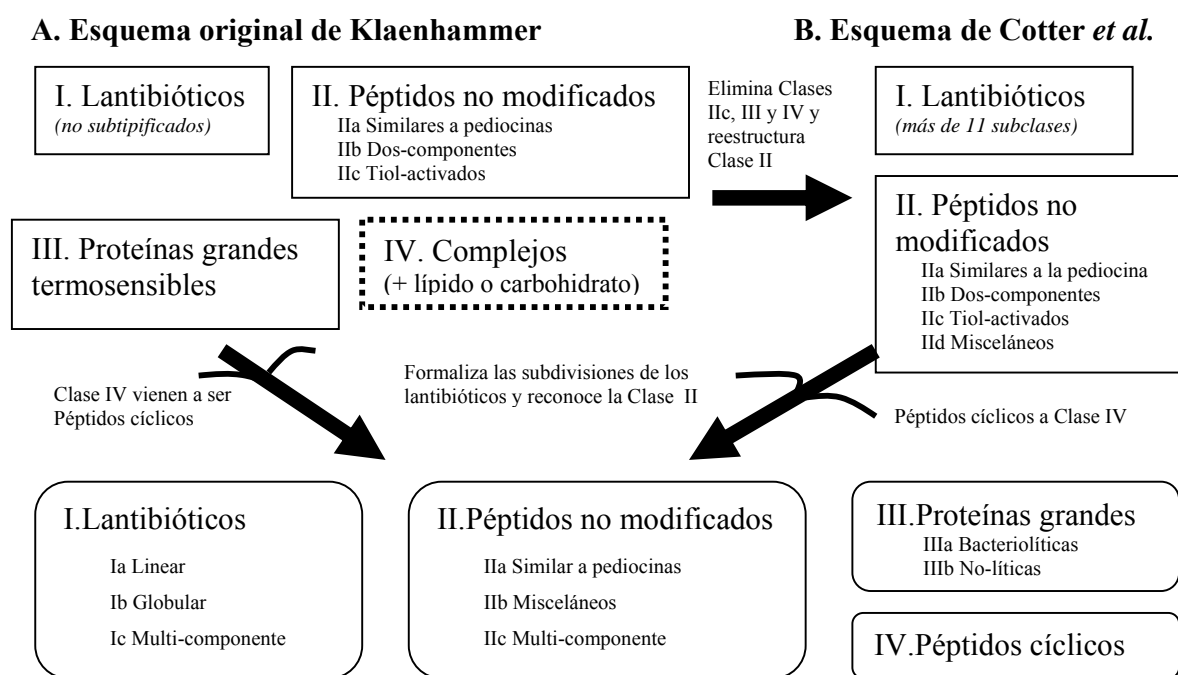 A. Esquema original de Klaenhammer
B. Esquema de Cotter et al.
I. Lantibióticos
(no subtipificados)
II. Péptidos no modificados
IIa Similares a pediocinas
IIb Dos-componentes
IIc Tiol-activados
Elimina Clases
IIc, III y IV y
reestructura
Clase II
I. Lantibióticos
(más de 11 subclases)
III. Proteínas grandes
termosensibles
IV. Complejos
(+ lípido o carbohidrato)
II. Péptidos no
modificados
IIa Similares a la pediocina
IIb Dos-componentes
IIc Tiol-activados
IId Misceláneos
Clase IV vienen a ser
Péptidos cíclicos
Formaliza las subdivisiones de los
lantibióticos y reconoce la Clase II
Péptidos cíclicos a Clase IV
I.Lantibióticos
Ia Linear
Ib Globular
Ic Multi-componente
II.Péptidos no modificados
IIa Similar a pediocinas
IIb Misceláneos
IIc Multi-componente
III.Proteínas grandes
IIIa Bacteriolíticas
IIIb No-líticas
IV.Péptidos cíclicos